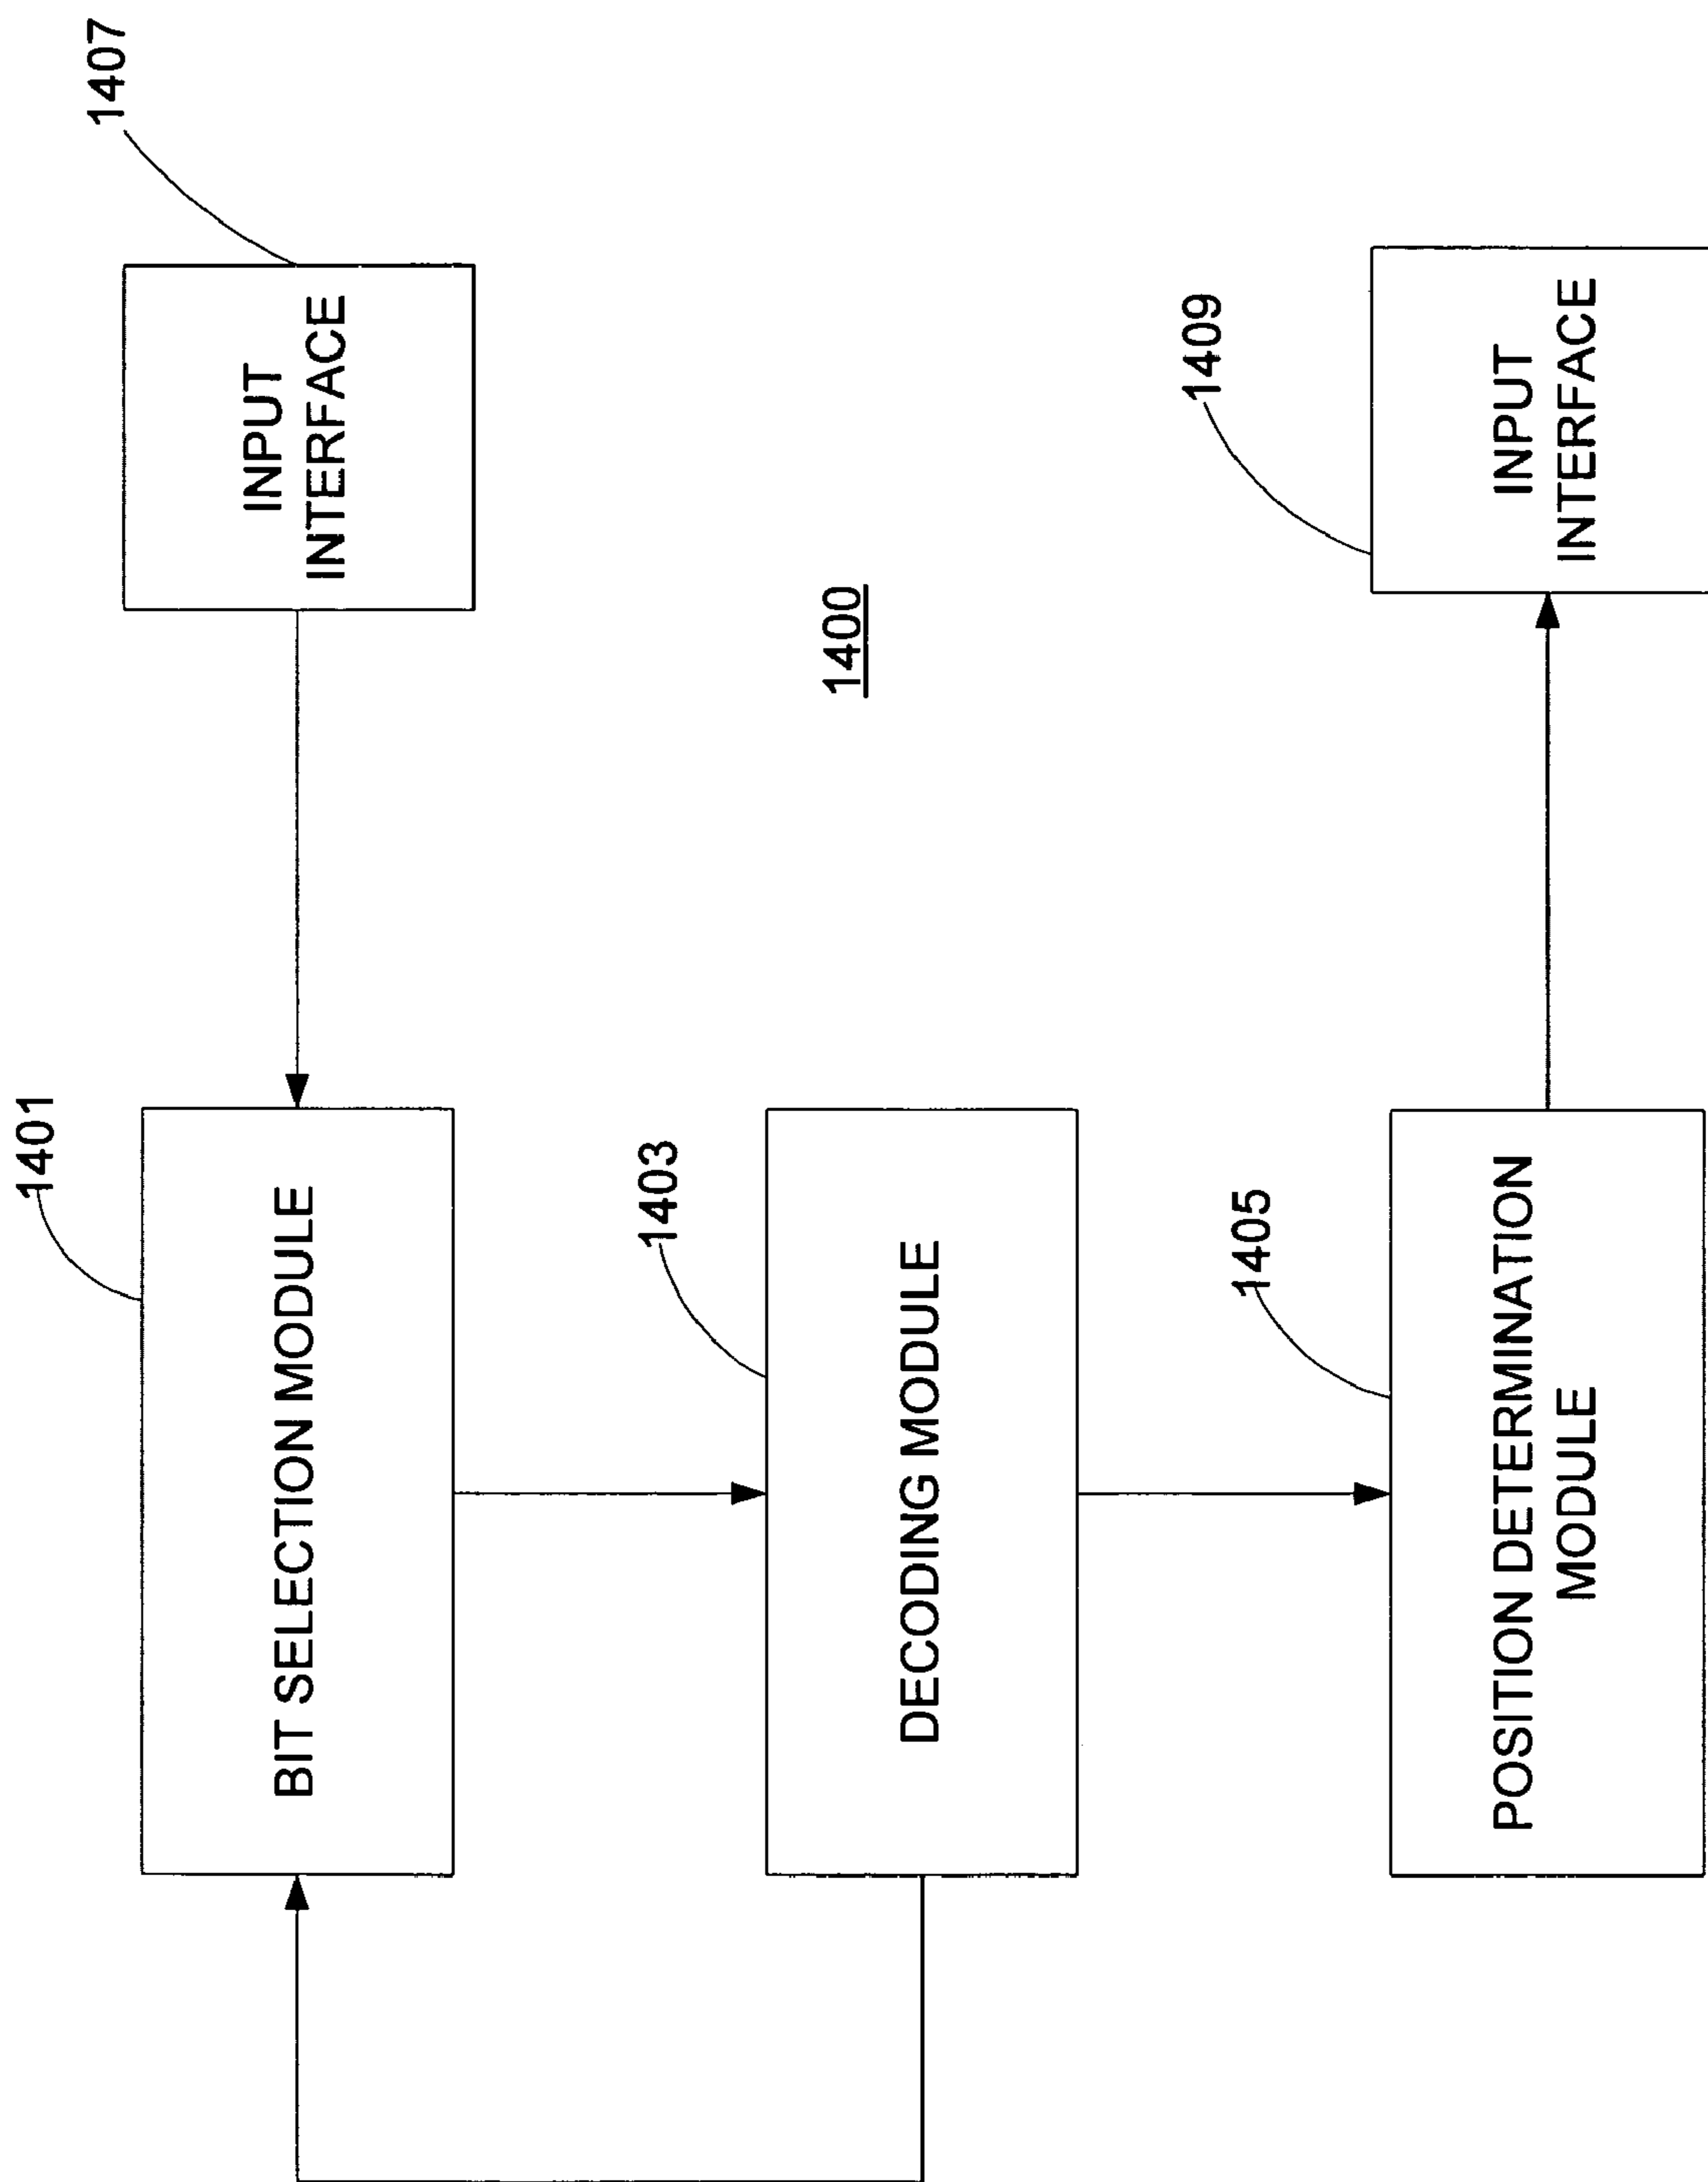 1401
BIT SELECTION MODULE
1403
DECODING MODULE
1405
POSITION DETERMINATION
MODULE
1407
INPUT
INTERFACE
1400
1409
INPUT
INTERFACE